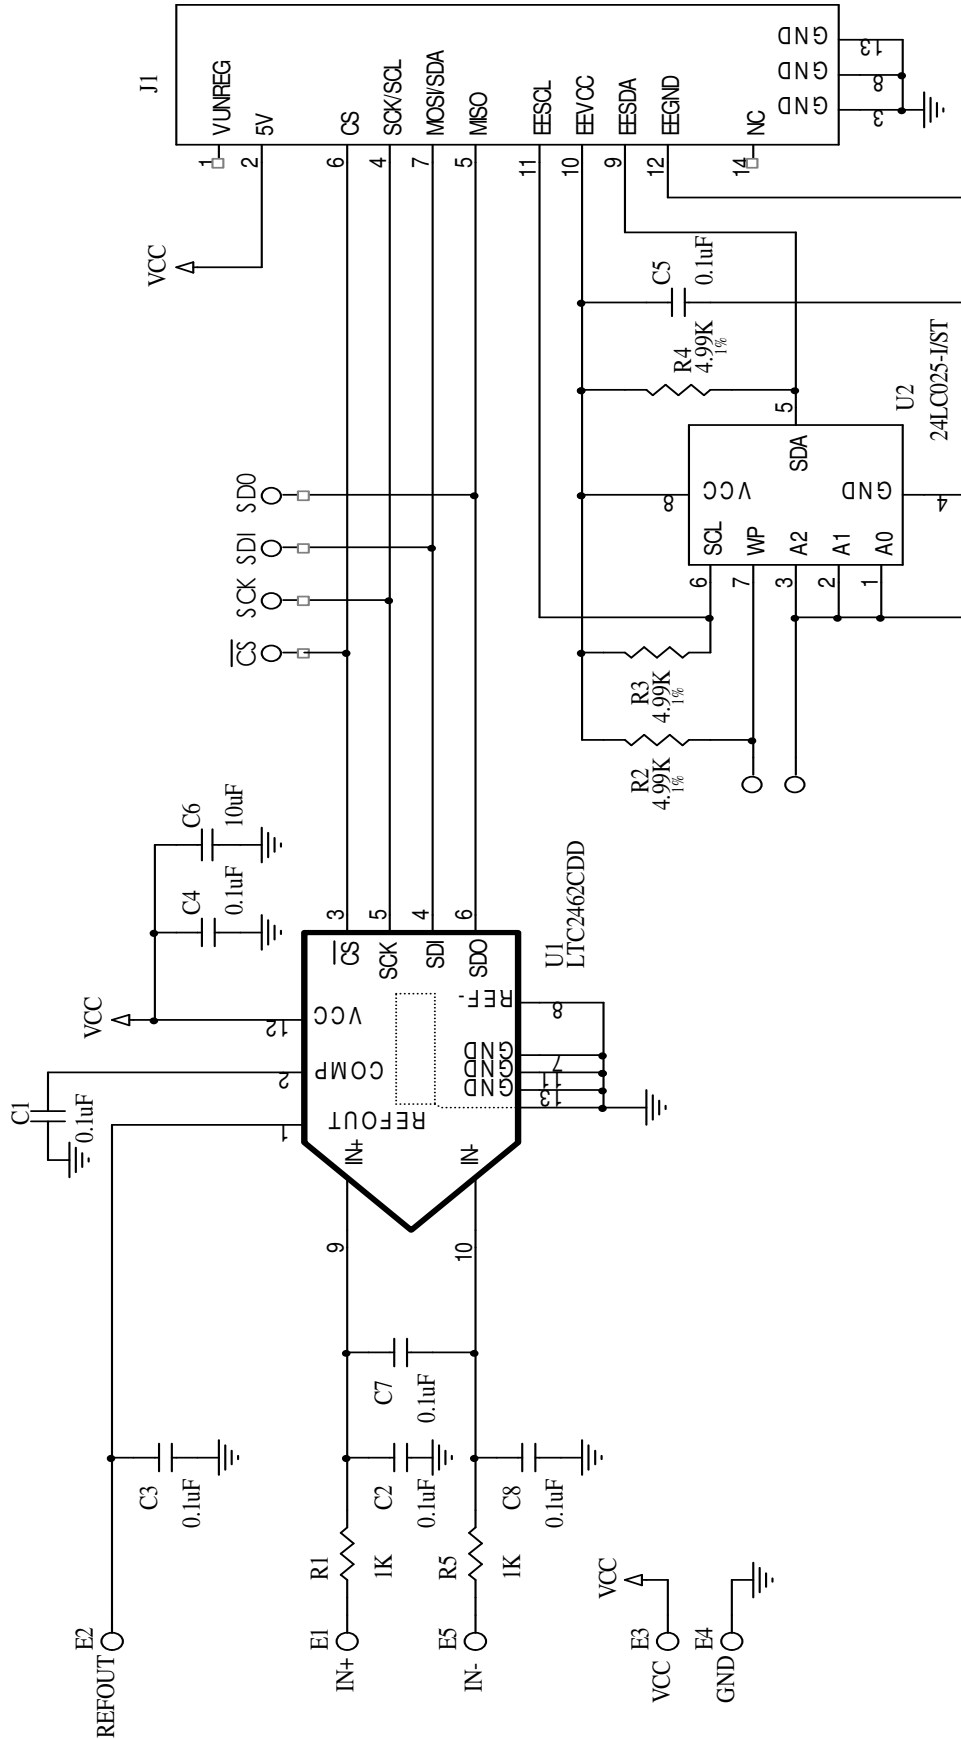 REFOUT
E2
C3
0.1uF
C1
0.1uF
VCC
C4
0.1uF
C6
10uF
E1
IN+
R1
1K
C2
0.1uF
C7
0.1uF
E5
IN-
R5
1K
C8
0.1uF
9
10
1
2
12
REFOUT
COMP
VCC
IN+
IN-
CS
SCK
SDI
SDO
REF-
GND
GND
GND
3
5
4
6
8
7
11
13
U1
LTC2462CDD
E3
VCC
VCC
E4
GND
CS
SCK
SDI
SD0
VCC
J1
1
VUNREG
2
5V
6
CS
4
SCK/SCL
7
MOSI/SDA
5
MISO
11
EESCL
10
EEVCC
9
EESDA
12
EEGND
14
NC
GND
3
GND
8
GND
13
R2
4.99K
1%
R3
4.99K
1%
R4
4.99K
1%
C5
0.1uF
6
SCL
7
WP
3
A2
2
A1
1
A0
8
VCC
5
SDA
GND
4
U2
24LC025-I/ST